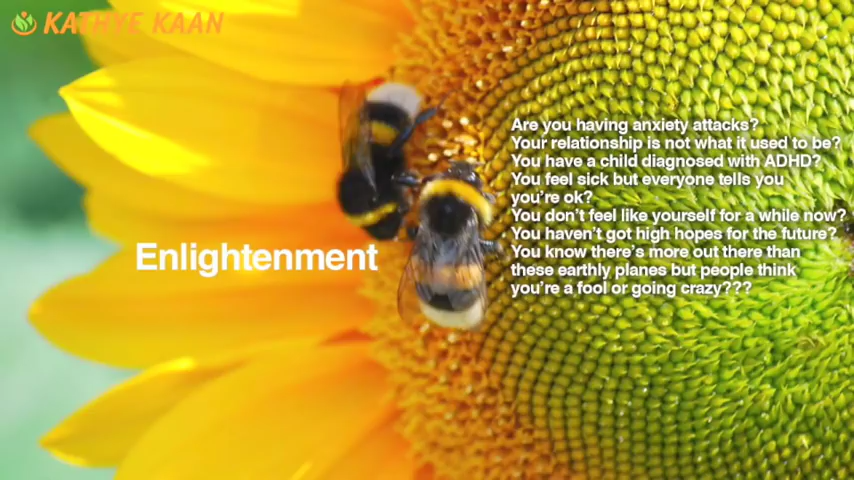 KATHYE KAAN
Are you having anxiety attacks?
Your relationship is not what it used to be?
You have a child diagnosed with ADHD?
You feel sick but everyone tells you
you're ok?
You don't feel like yourself for a while now?
You haven't got high hopes for the future?
You know there's more out there than
these earthly planes but people think
you're a fool or going crazy???
Enlightenment